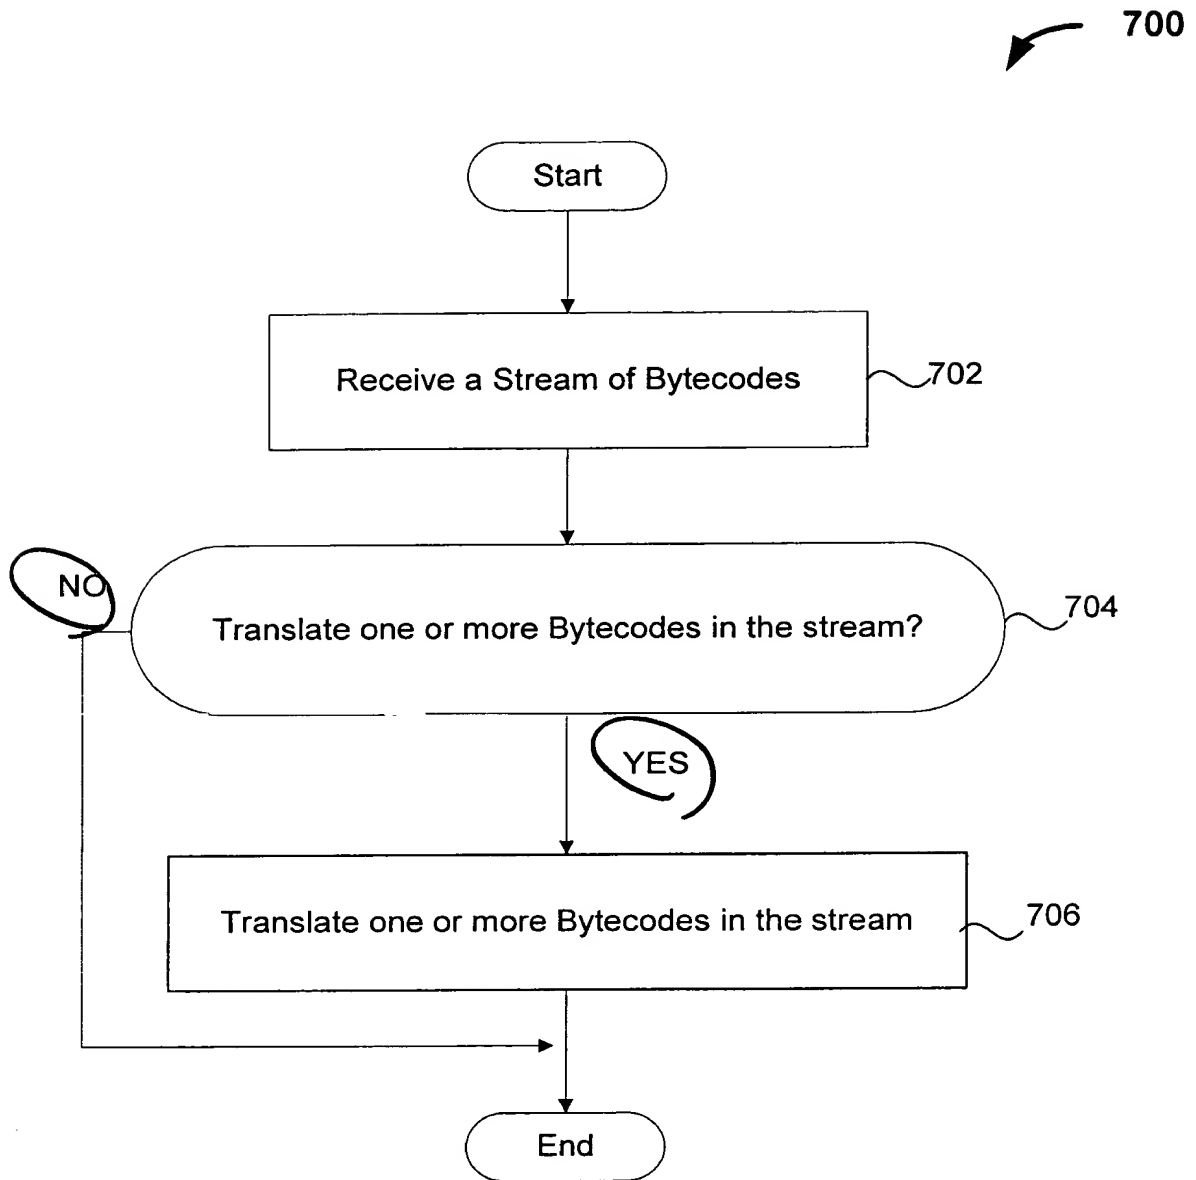 700
Start
Receive a Stream of Bytecodes
702
NO
Translate one or more Bytecodes in the stream?
704
YES
Translate one or more Bytecodes in the stream
706
End